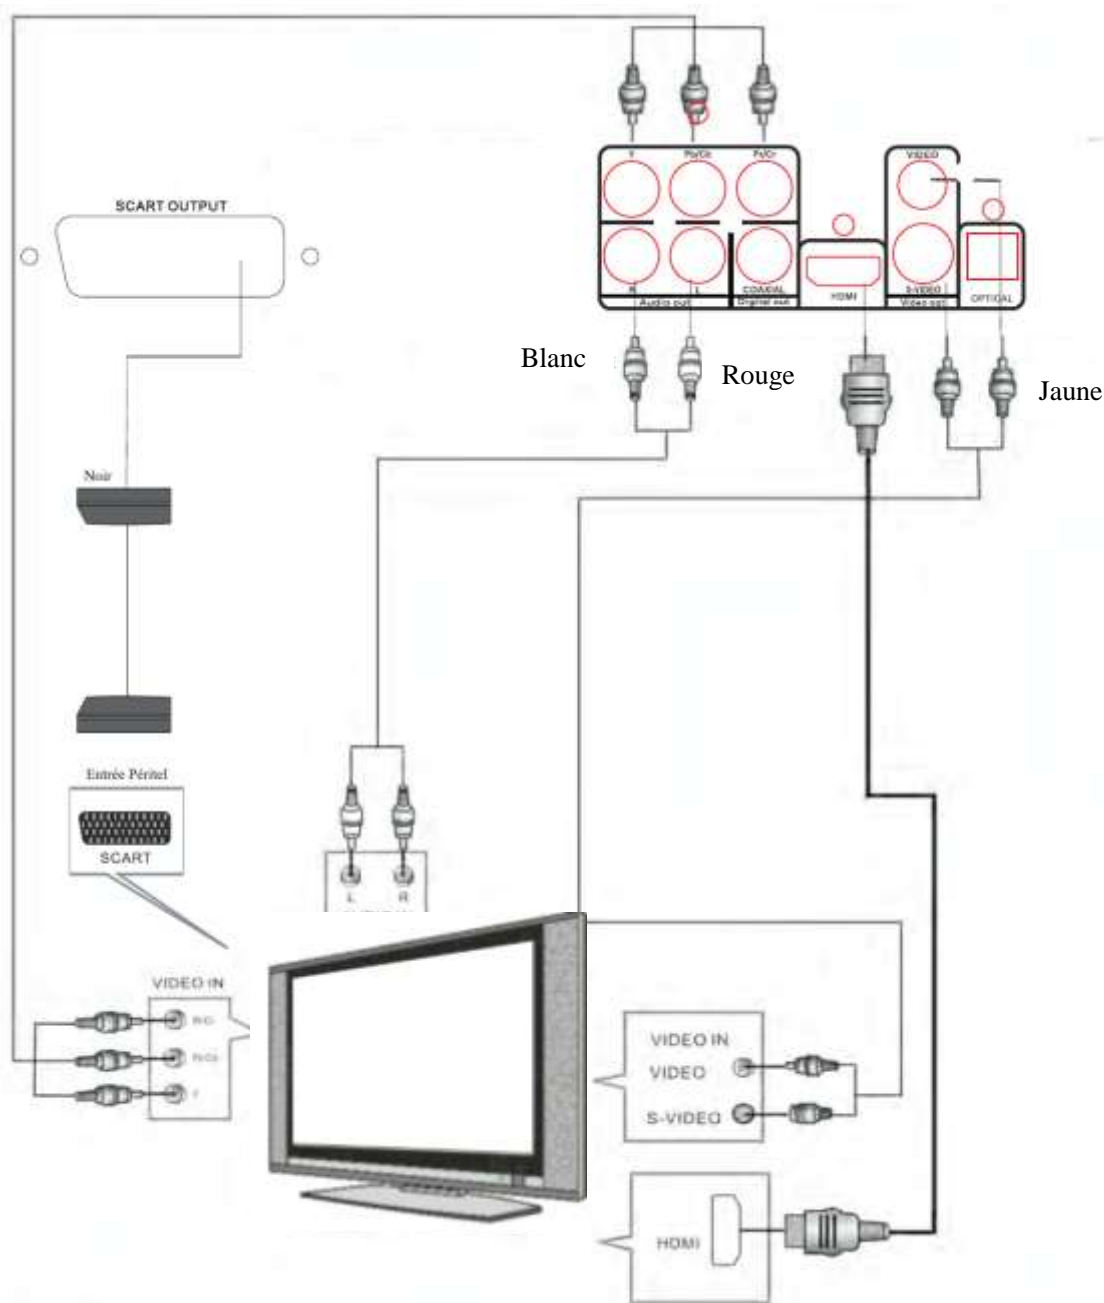 Y Pb/Cb Pr/Cr
VIDEO
SCART OUTPUT
R L COAXIAL
Audio out Digital out
HDMI
S-VIDEO
Video out
OPTICAL
Blanc
Rouge
Jaune
Noir
Entrée Péritel
SCART
L R
VIDEO IN
Y
VIDEO IN
VIDEO
S-VIDEO
HDMI